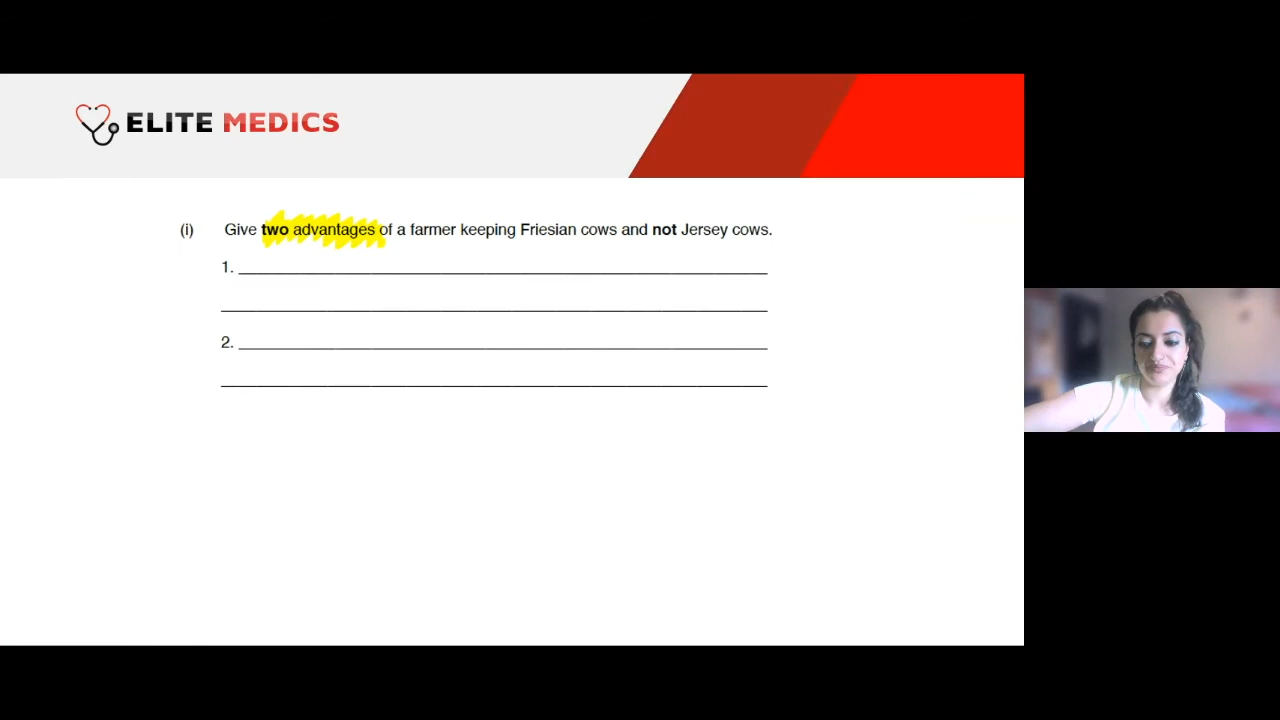 ELITE MEDICS
(i) Give two advantages of a farmer keeping Friesian cows and not Jersey cows.
1.
2.